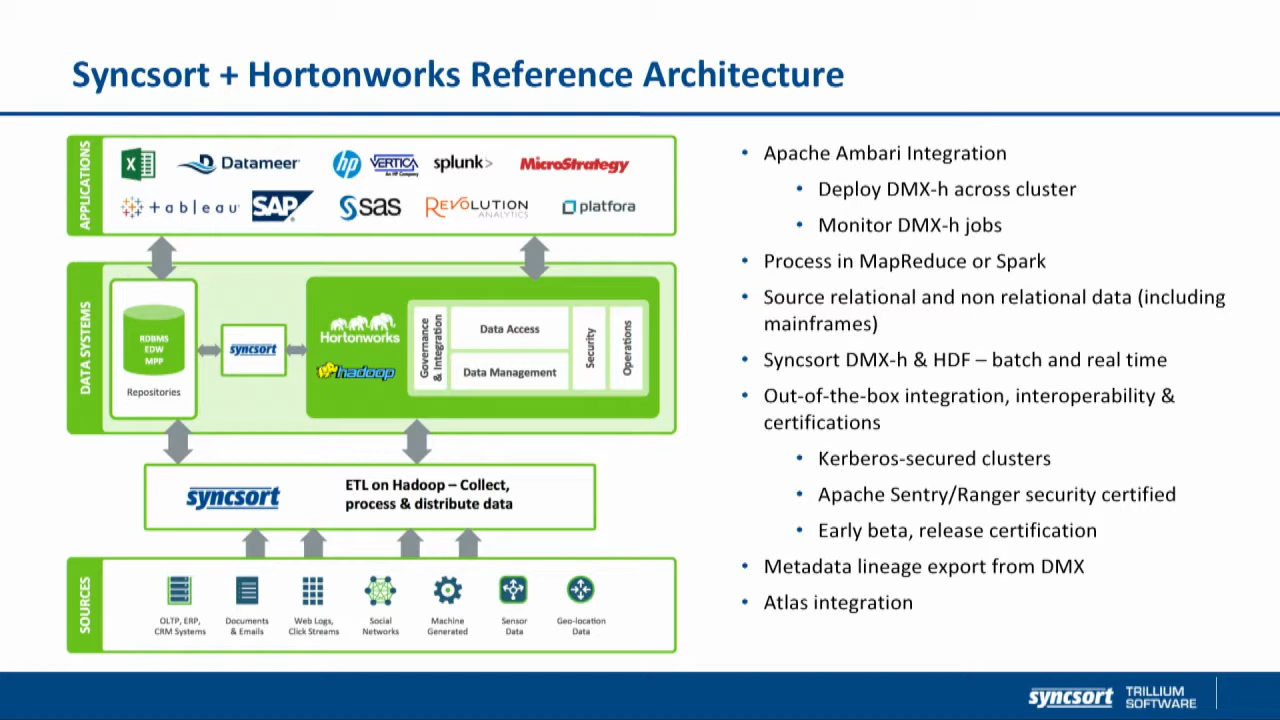 Syncsort + Hortonworks Reference Architecture
APPLICATIONS
Datameer
hp
VERTICA
An HP Company
splunk>
MicroStrategy
+ableau
SAP
sas
REVOLUTION
ANALYTICS
platfora
DATA SYSTEMS
RDBMS
EDW
MPP
Repositories
syncsort
Hortonworks
hadoop
Governance
& Integration
Data Access
Data Management
Security
Operations
syncsort
ETL on Hadoop – Collect,
process & distribute data
SOURCES
OLTP, ERP,
CRM Systems
Documents
& Emails
Web Logs,
Click Streams
Social
Networks
Machine
Generated
Sensor
Data
Geo-location
Data
• Apache Ambari Integration
• Deploy DMX-h across cluster
• Monitor DMX-h jobs
• Process in MapReduce or Spark
• Source relational and non relational data (including
mainframes)
• Syncsort DMX-h & HDF – batch and real time
• Out-of-the-box integration, interoperability &
certifications
• Kerberos-secured clusters
• Apache Sentry/Ranger security certified
• Early beta, release certification
• Metadata lineage export from DMX
• Atlas integration
syncsort
TRILLIUM
SOFTWARE